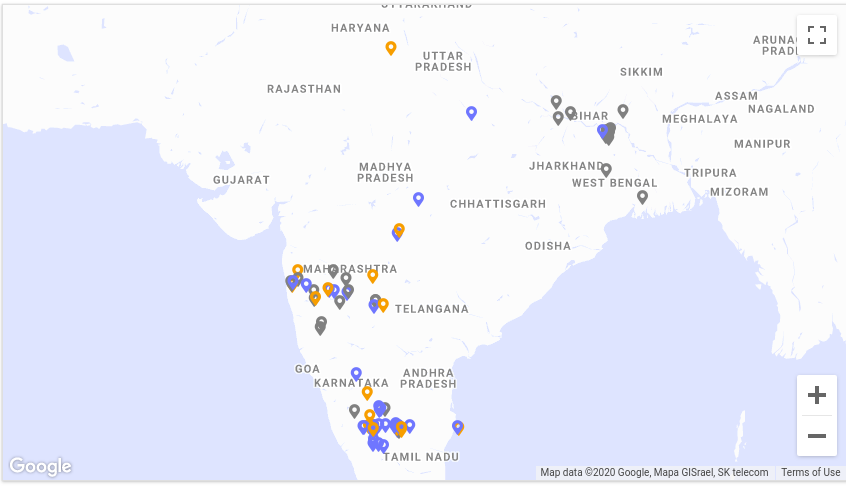 UTTARAKHAND
HARYANA
UTTAR
PRADESH
ARUNAC
PRADE
SIKKIM
RAJASTHAN
ASSAM
NAGALAND
BIHAR
MEGHALAYA
MANIPUR
MADHYA
PRADESH
JHARKHAND
TRIPURA
GUJARAT
WEST BENGAL
MIZORAM
CHHATTISGARH
ODISHA
MAHARASHTRA
TELANGANA
GOA
KARNATAKA
ANDHRA
PRADESH
TAMIL NADU
Google
Map data ©2020 Google, Mapa GISrael, SK telecom
Terms of Use